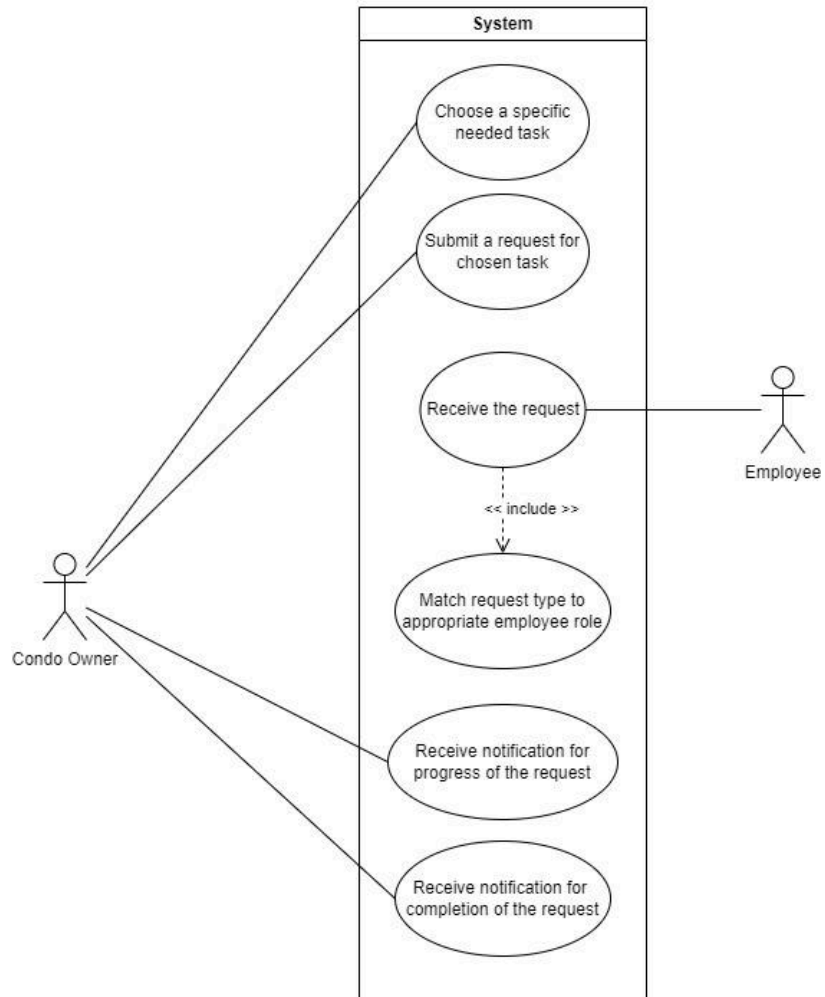 System
Choose a specific
needed task
Submit a request for
chosen task
Receive the request
Employee
<< include >>
Match request type to
appropriate employee role
Condo Owner
Receive notification for
progress of the request
Receive notification for
completion of the request